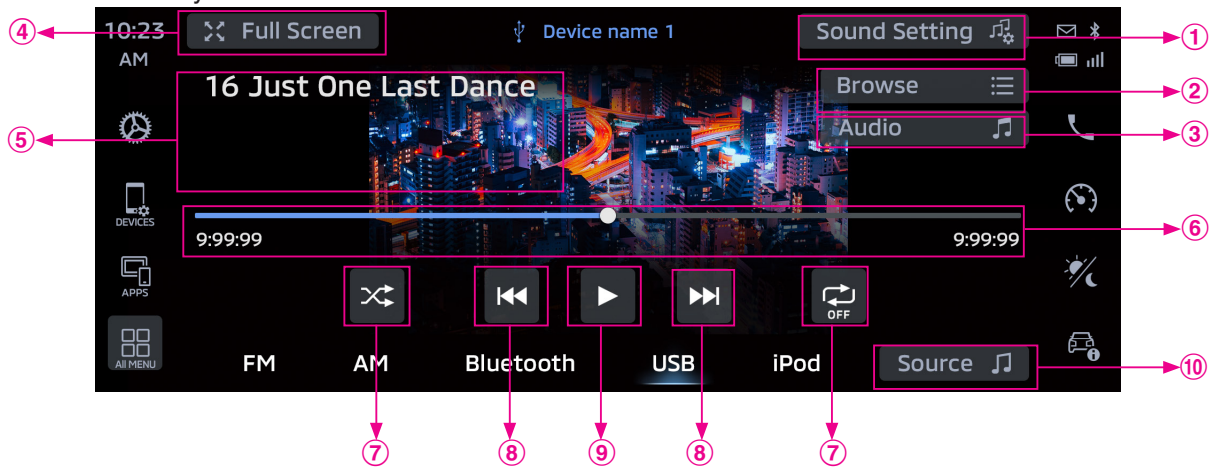 ④ 10:23 Full Screen Device name 1 Sound Setting ①
AM
16 Just One Last Dance Browse ②
⑤ Audio ③
DEVICES
9:99:99 9:99:99 ⑥
APPS
OFF
All MENU FM AM Bluetooth USB iPod Source ⑩
⑦ ⑧ ⑨ ⑧ ⑦